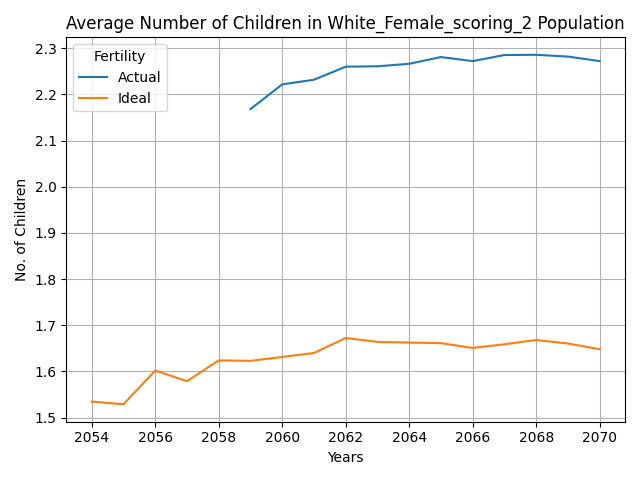 Average Number of Children in White_Female_scoring_2 Population
Fertility
Actual
Ideal
No. of Children
2.3
2.2
2.1
2.0
1.9
1.8
1.7
1.6
1.5
2054 2056 2058 2060 2062 2064 2066 2068 2070
Years